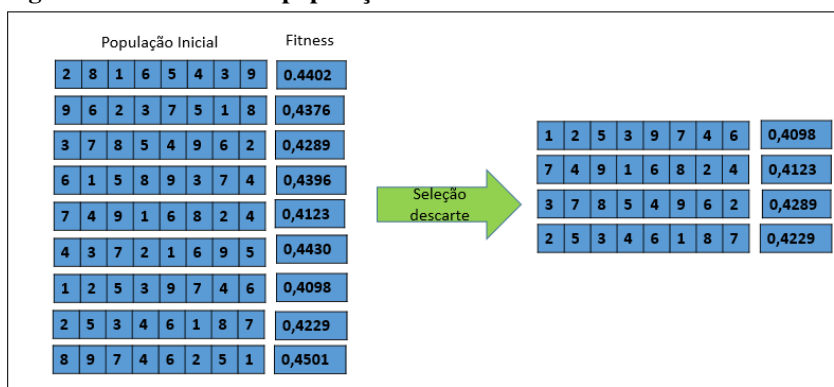 População Inicial Fitness
2 8 1 6 5 4 3 9 0.4402
9 6 2 3 7 5 1 8 0,4376
3 7 8 5 4 9 6 2 0,4289
6 1 5 8 9 3 7 4 0,4396
7 4 9 1 6 8 2 4 0,4123
4 3 7 2 1 6 9 5 0,4430
1 2 5 3 9 7 4 6 0,4098
2 5 3 4 6 1 8 7 0,4229
8 9 7 4 6 2 5 1 0,4501
Seleção
descarte
1 2 5 3 9 7 4 6 0,4098
7 4 9 1 6 8 2 4 0,4123
3 7 8 5 4 9 6 2 0,4289
2 5 3 4 6 1 8 7 0,4229